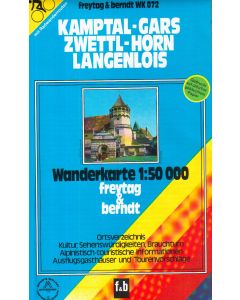 freytag & berndt WK 072
KAMPTAL-GARS
ZWETTL-HORN
LANGENLOIS
Wanderkarte 1:50 000
freytag
&
berndt
Ortsverzeichnis
Kultur, Sehenswürdigkeiten, Brauchtum
Alpinistisch-touristische Informationen
Ausflugsgasthäuser und Tourenvorschläge
f&b